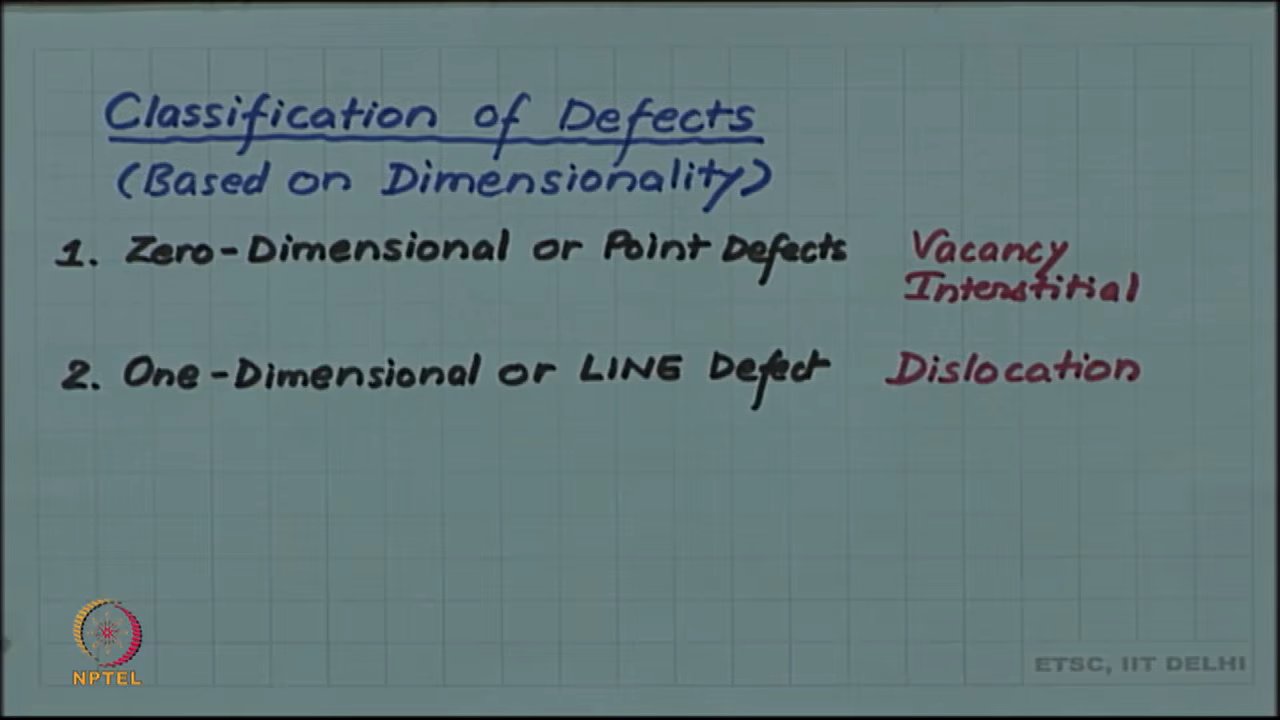 Classification of Defects
(Based on Dimensionality)
1. Zero-Dimensional or Point Defects Vacancy
Interstitial
2. One-Dimensional or LINE Defect Dislocation
NPTEL
ETSC, IIT DELHI